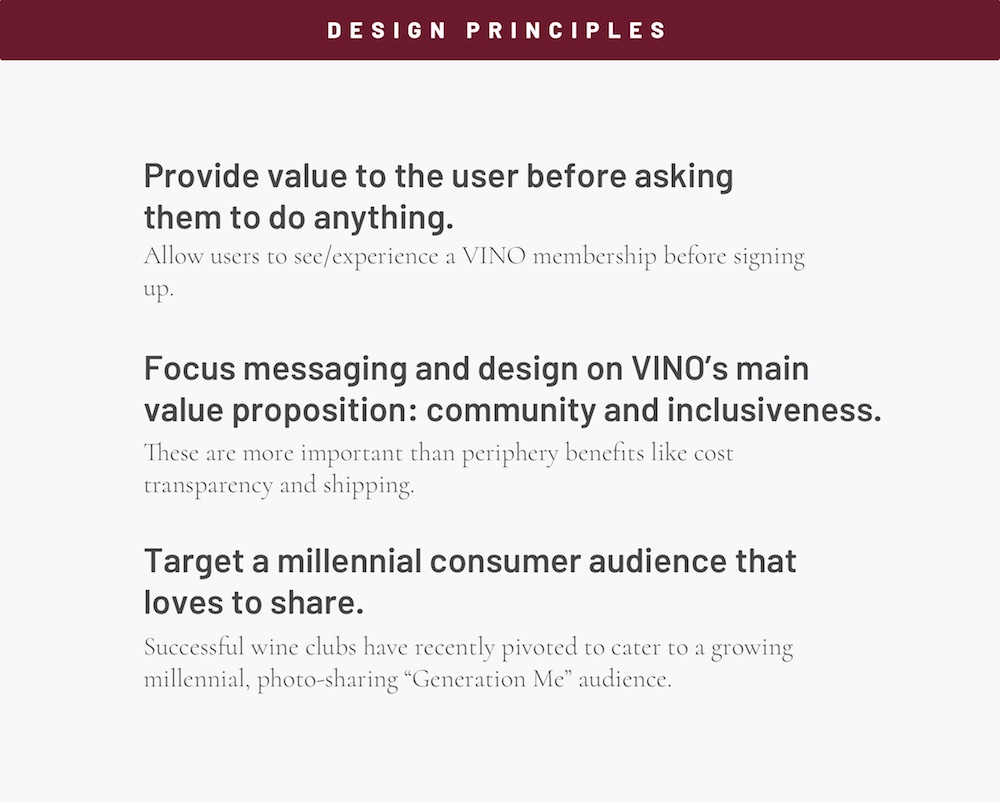 DESIGN PRINCIPLES
Provide value to the user before asking
them to do anything.
Allow users to see/experience a VINO membership before signing
up.
Focus messaging and design on VINO’s main
value proposition: community and inclusiveness.
These are more important than periphery benefits like cost
transparency and shipping.
Target a millennial consumer audience that
loves to share.
Successful wine clubs have recently pivoted to cater to a growing
millennial, photo-sharing “Generation Me” audience.